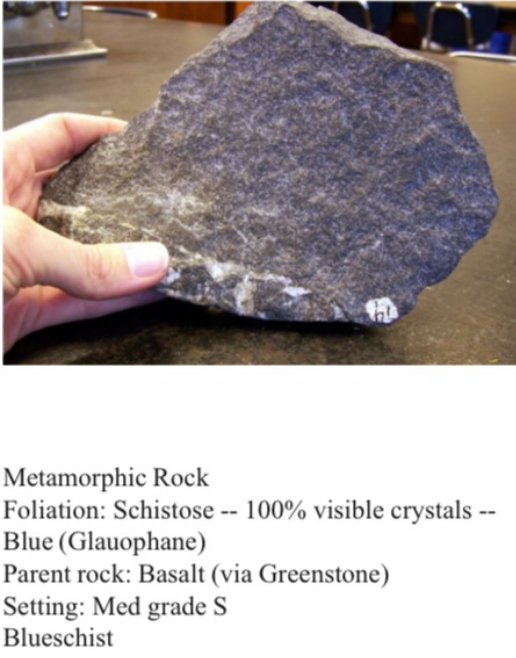 Metamorphic Rock
Foliation: Schistose -- 100% visible crystals --
Blue (Glauophane)
Parent rock: Basalt (via Greenstone)
Setting: Med grade S
Blueschist